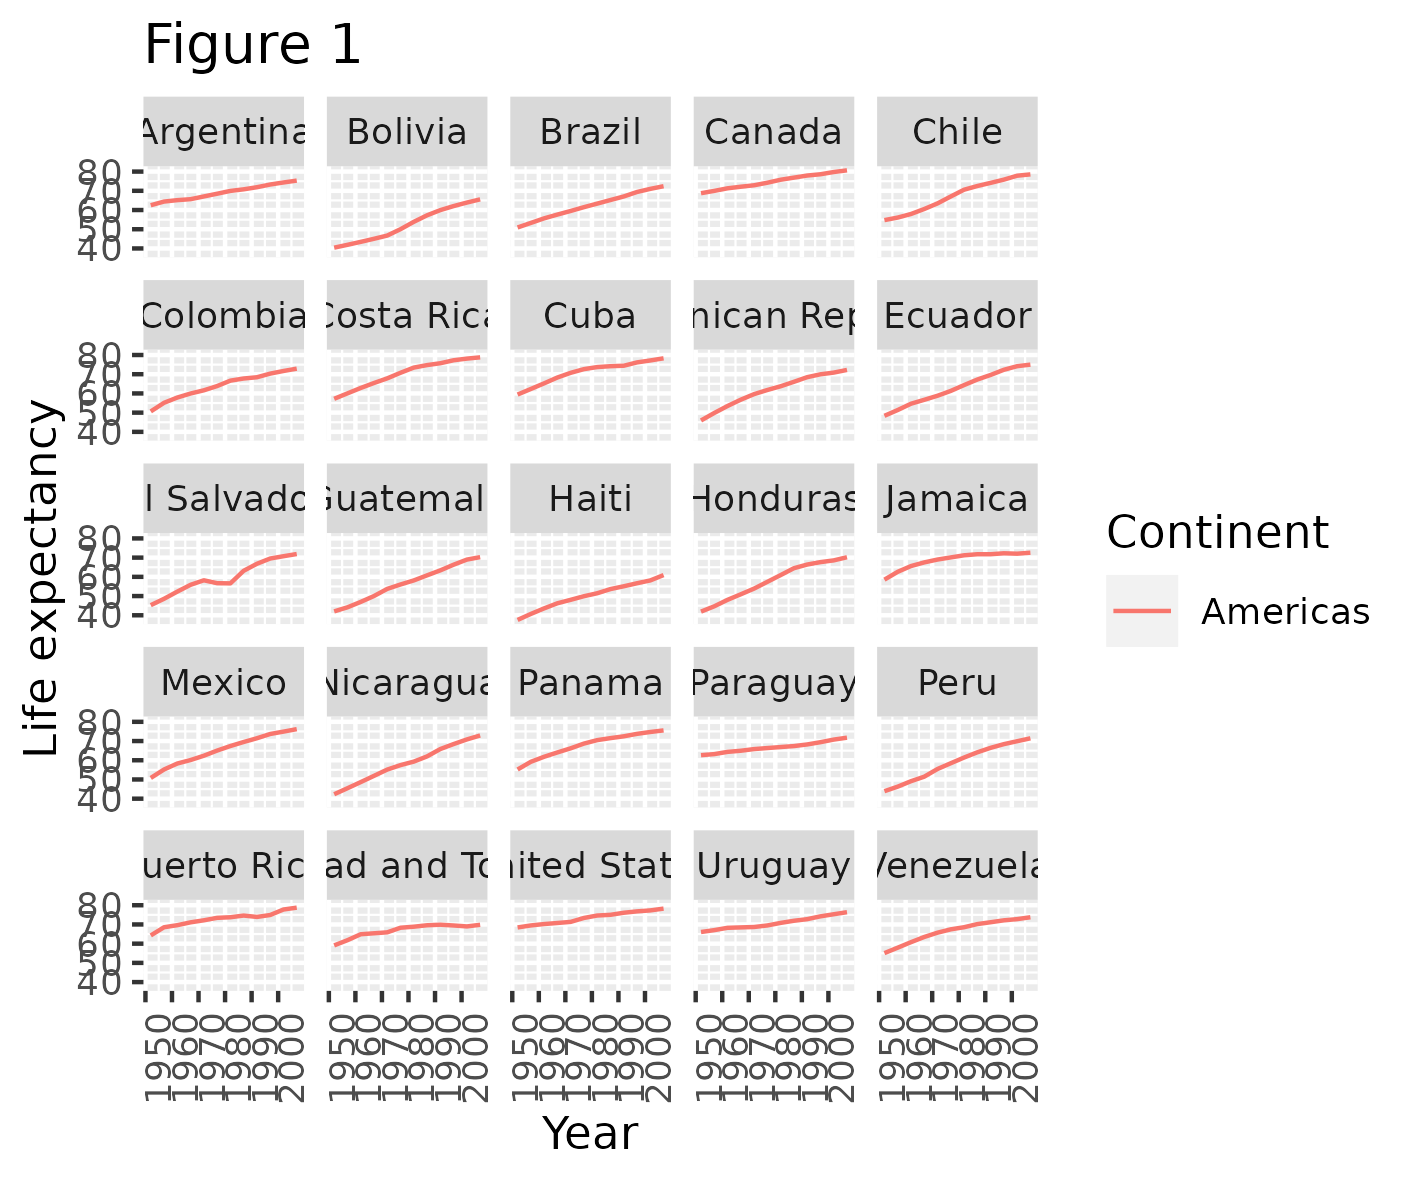 Figure 1
Argentina Bolivia Brazil Canada Chile
80
70
60
50
40
Colombia Costa Rica Cuba nican Rep Ecuador
80
70
60
50
40
l Salvado Guatemal Haiti Honduras Jamaica
80
70
60
50
40
Mexico Nicaragua Panama Paraguay Peru
80
70
60
50
40
uerto Ric ad and To nited Stat Uruguay Venezuela
80
70
60
50
40
1950 1960 1970 1980 1990 2000 1950 1960 1970 1980 1990 2000 1950 1960 1970 1980 1990 2000 1950 1960 1970 1980 1990 2000 1950 1960 1970 1980 1990 2000
Year
Life expectancy
Continent
Americas